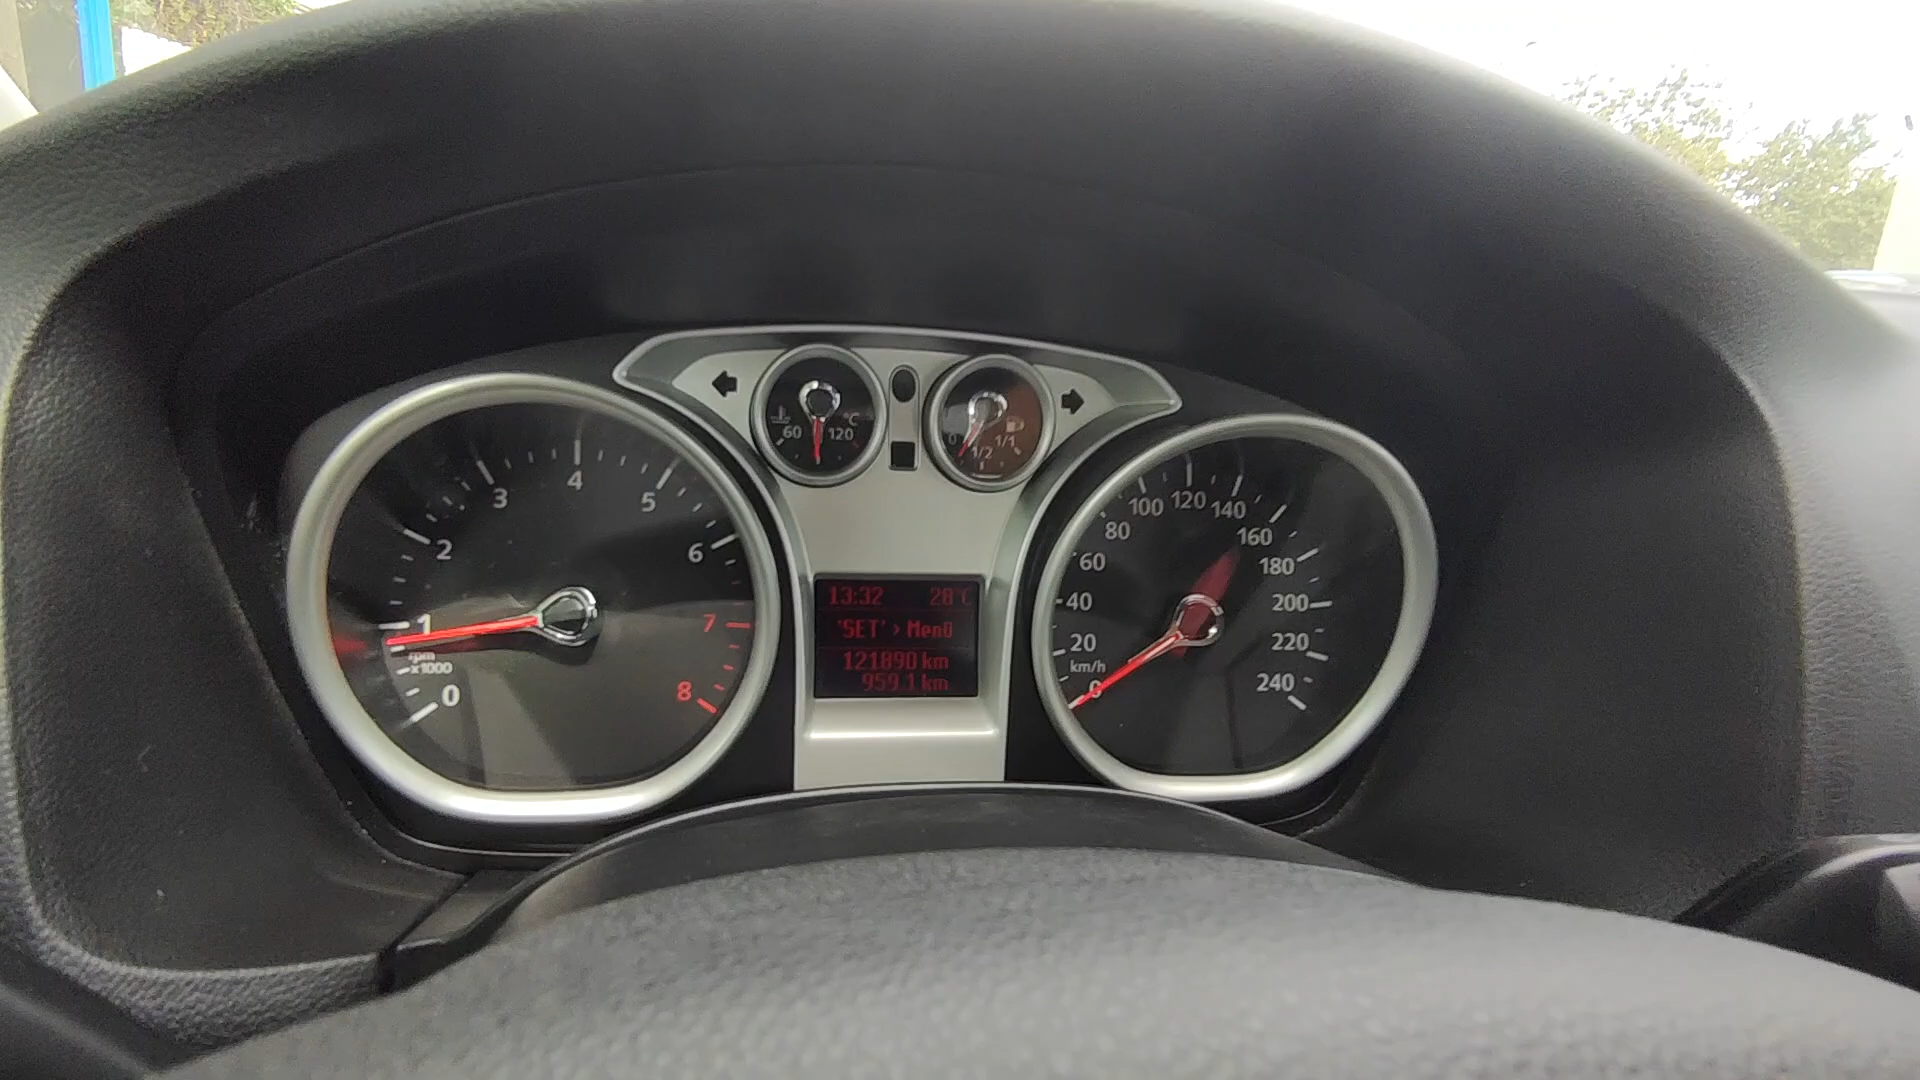 60 °C 120
0 1/2 1/1
0 1 2 3 4 5 6 7 8
rpm
x1000
13:32 28°C
'SET' › Menü
121890 km
959.1 km
0 20 40 60 80 100 120 140 160 180 200 220 240
km/h